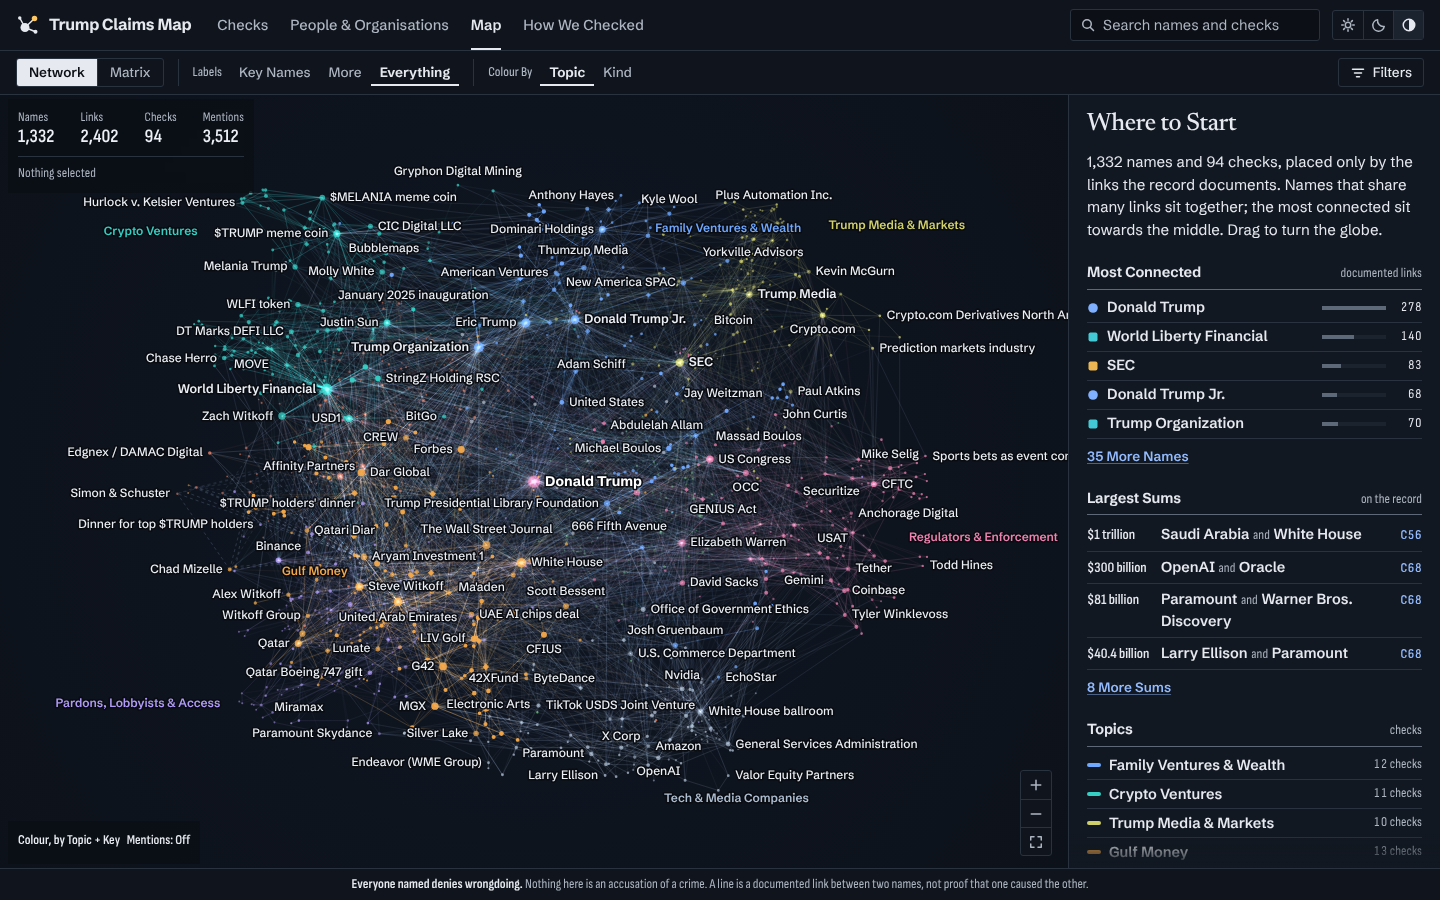 Trump Claims Map
Checks
People & Organisations
Map
How We Checked
Search names and checks
Network
Matrix
Labels
Key Names
More
Everything
Colour By
Topic
Kind
Filters
Names
Links
Checks
Mentions
1,332
2,402
94
3,512
Nothing selected
Gryphon Digital Mining
Hurlock v. Kelsier Ventures
$MELANIA meme coin
Anthony Hayes
Kyle Wool
Plus Automation Inc.
Crypto Ventures
$TRUMP meme coin
CIC Digital LLC
Dominari Holdings
Family Ventures & Wealth
Trump Media & Markets
Bubblemaps
Thumzup Media
Yorkville Advisors
Melania Trump
Molly White
American Ventures
New America SPAC
Kevin McGurn
January 2025 inauguration
Trump Media
WLFI token
Justin Sun
Eric Trump
Donald Trump Jr.
Bitcoin
Crypto.com
Crypto.com Derivatives North Ar
DT Marks DEFI LLC
Trump Organization
Prediction markets industry
Chase Herro
MOVE
Adam Schiff
SEC
World Liberty Financial
StringZ Holding RSC
Jay Weitzman
Paul Atkins
Zach Witkoff
USD1
BitGo
United States
John Curtis
CREW
Abdulelah Allam
Massad Boulos
Edgnex / DAMAC Digital
Forbes
Michael Boulos
US Congress
Mike Selig
Sports bets as event cor
Affinity Partners
Dar Global
Donald Trump
OCC
Securitize
CFTC
Simon & Schuster
$TRUMP holders' dinner
Trump Presidential Library Foundation
GENIUS Act
Anchorage Digital
Dinner for top $TRUMP holders
Qatari Diar
The Wall Street Journal
666 Fifth Avenue
Binance
Aryam Investment 1
Elizabeth Warren
USAT
Regulators & Enforcement
Chad Mizelle
Gulf Money
White House
Tether
Todd Hines
Alex Witkoff
Steve Witkoff
Ma'aden
Scott Bessent
David Sacks
Gemini
Coinbase
Witkoff Group
United Arab Emirates
UAE AI chips deal
Office of Government Ethics
Tyler Winklevoss
Qatar
Lunate
LIV Golf
CFIUS
Josh Gruenbaum
U.S. Commerce Department
Qatar Boeing 747 gift
G42
42XFund
ByteDance
Nvidia
EchoStar
Pardons, Lobbyists & Access
Miramax
MGX
Electronic Arts
TikTok USDS Joint Venture
White House ballroom
Paramount Skydance
Silver Lake
X Corp
Amazon
General Services Administration
Endeavor (WME Group)
Paramount
Larry Ellison
OpenAI
Valor Equity Partners
Tech & Media Companies
Colour, by Topic + Key
Mentions: Off
Where to Start
1,332 names and 94 checks, placed only by the
links the record documents. Names that share
many links sit together; the most connected sit
towards the middle. Drag to turn the globe.
Most Connected
documented links
Donald Trump
278
World Liberty Financial
140
SEC
83
Donald Trump Jr.
68
Trump Organization
70
35 More Names
Largest Sums
on the record
$1 trillion
Saudi Arabia and White House
C56
$300 billion
OpenAI and Oracle
C68
$81 billion
Paramount and Warner Bros.
Discovery
C68
$40.4 billion
Larry Ellison and Paramount
C68
8 More Sums
Topics
checks
Family Ventures & Wealth
12 checks
Crypto Ventures
11 checks
Trump Media & Markets
10 checks
Gulf Money
13 checks
Everyone named denies wrongdoing. Nothing here is an accusation of a crime. A line is a documented link between two names, not proof that one caused the other.